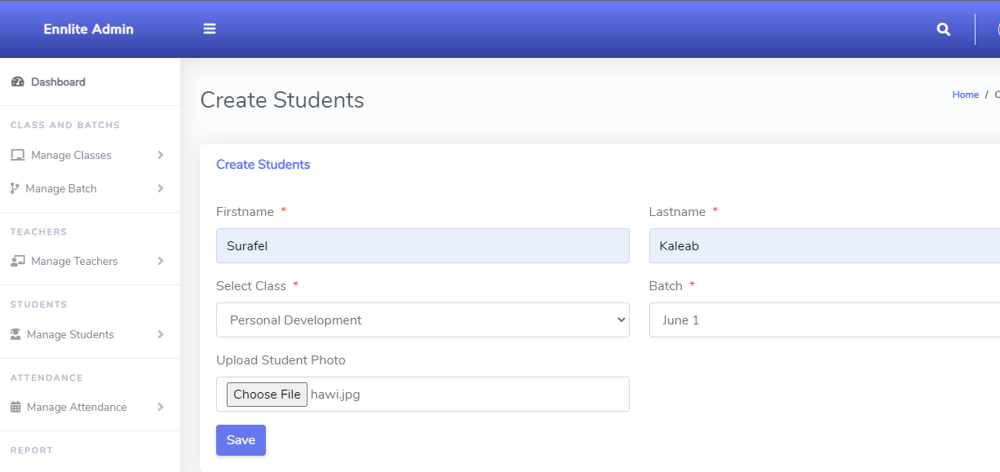 Ennlite Admin
Dashboard
Create Students
Home /
CLASS AND BATCHS
Manage Classes
Manage Batch
TEACHERS
Manage Teachers
STUDENTS
Manage Students
ATTENDANCE
Manage Attendance
REPORT
Create Students
Firstname *
Lastname *
Surafel
Kaleab
Select Class *
Batch *
Personal Development
June 1
Upload Student Photo
Choose File hawi.jpg
Save